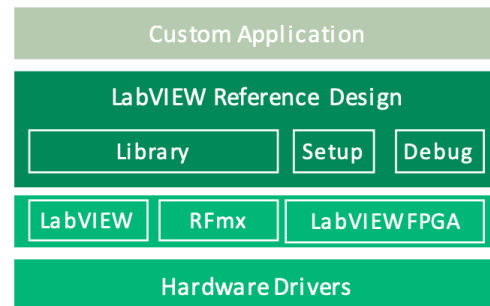 Custom Application
LabVIEW Reference Design
Library Setup Debug
LabVIEW RFmx LabVIEW FPGA
Hardware Drivers